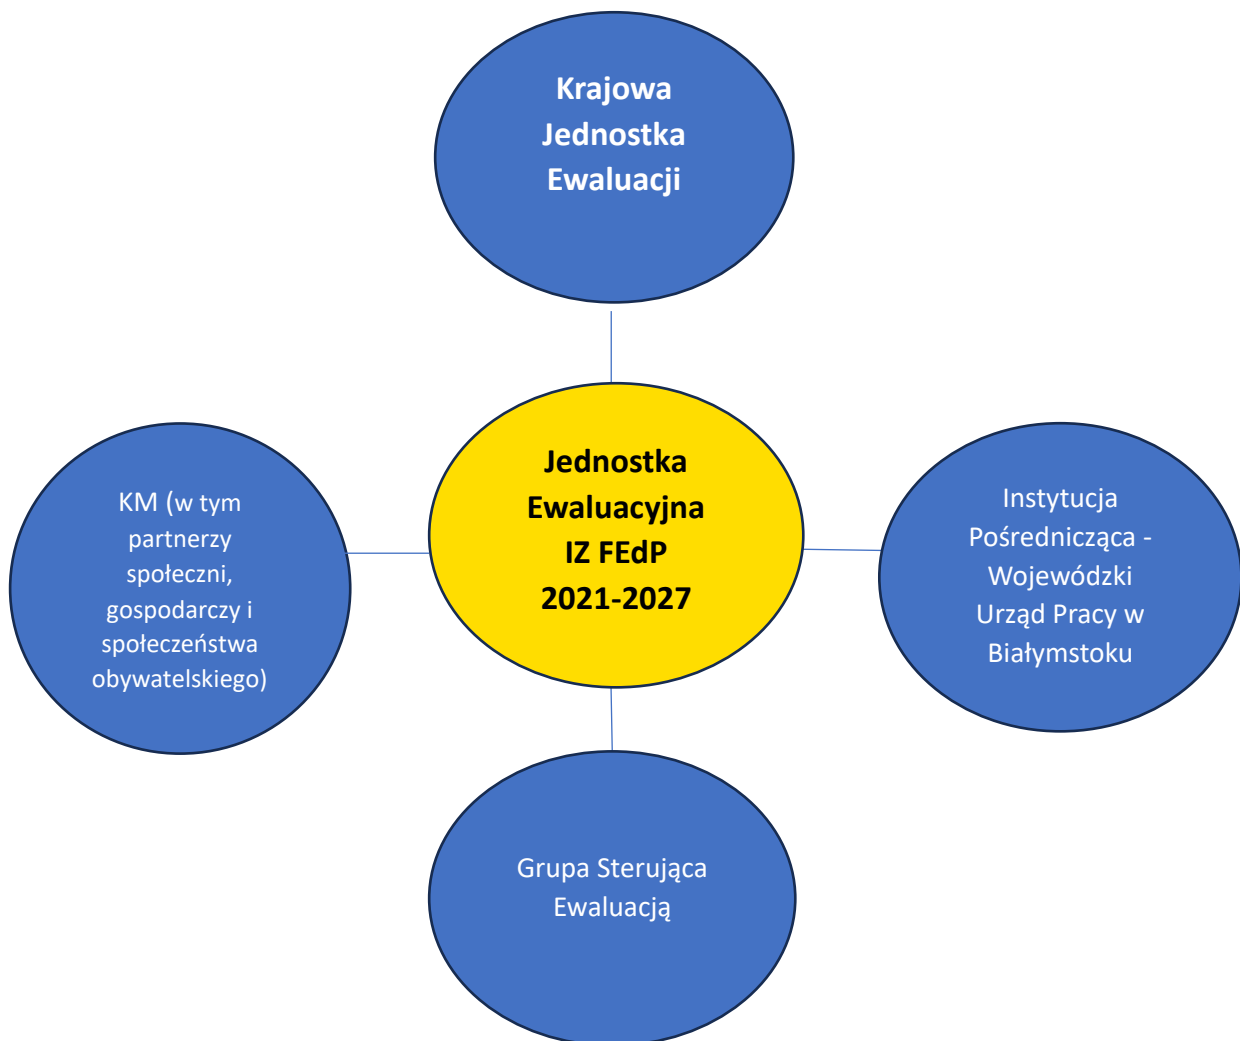 Krajowa
Jednostka
Ewaluacji
KM (w tym
partnerzy
społeczni,
gospodarczy i
społeczeństwa
obywatelskiego)
Jednostka
Ewaluacyjna
IZ FEdP
2021-2027
Instytucja
Pośrednicząca -
Wojewódzki
Urząd Pracy w
Białymstoku
Grupa Sterująca
Ewaluacją